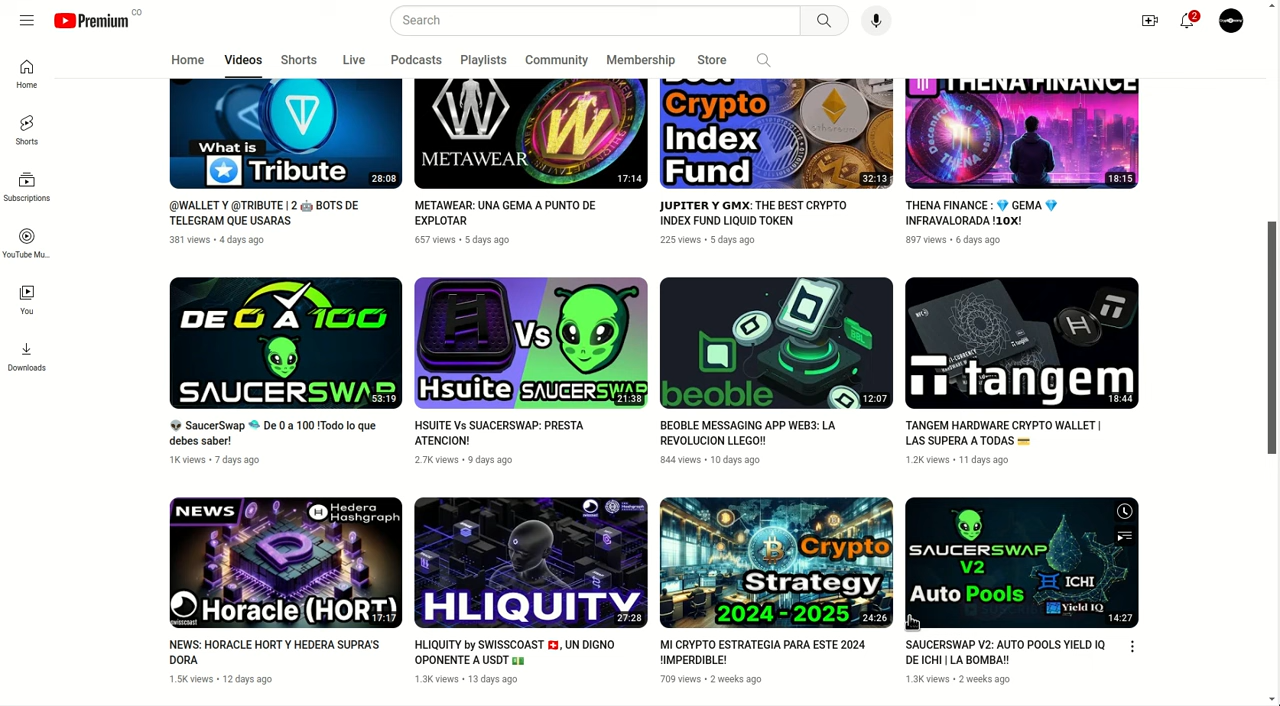 Premium
CO
Search
2
Home
Videos
Shorts
Live
Podcasts
Playlists
Community
Membership
Store
Home
Shorts
Subscriptions
YouTube Mu...
You
Downloads
What is
Tribute
28:08
METAWEAR
17:14
Crypto
Index
Fund
32:13
THENA FINANCE
18:15
@WALLET Y @TRIBUTE | 2 🤖 BOTS DE
TELEGRAM QUE USARAS
381 views • 4 days ago
METAWEAR: UNA GEMA A PUNTO DE
EXPLOTAR
657 views • 5 days ago
JUPITER Y GMX: THE BEST CRYPTO
INDEX FUND LIQUID TOKEN
225 views • 5 days ago
THENA FINANCE : 💎 GEMA 💎
INFRAVALORADA !10X!
897 views • 6 days ago
DE 0 A 100
SAUCERSWAP
53:19
Vs
Hsuite SAUCERSWAP
21:38
beoble
12:07
tangem
18:44
👽 SaucerSwap 🛸 De 0 a 100 !Todo lo que
debes saber!
1K views • 7 days ago
HSUITE Vs SUACERSWAP: PRESTA
ATENCION!
2.7K views • 9 days ago
BEOBLE MESSAGING APP WEB3: LA
REVOLUCION LLEGO!!
844 views • 10 days ago
TANGEM HARDWARE CRYPTO WALLET |
LAS SUPERA A TODAS 💳
1.2K views • 11 days ago
NEWS
Hedera
Hashgraph
Horacle (HORT)
17:17
HLIQUITY
27:28
Crypto
Strategy
2024 - 2025
24:26
SAUCERSWAP
V2
ICHI
Auto Pools
Yield IQ
14:27
NEWS: HORACLE HORT Y HEDERA SUPRA'S
DORA
1.5K views • 12 days ago
HLIQUITY by SWISSCOAST 🇨🇭, UN DIGNO
OPONENTE A USDT 💵
1.3K views • 13 days ago
MI CRYPTO ESTRATEGIA PARA ESTE 2024
!IMPERDIBLE!
709 views • 2 weeks ago
SAUCERSWAP V2: AUTO POOLS YIELD IQ
DE ICHI | LA BOMBA!!
1.3K views • 2 weeks ago